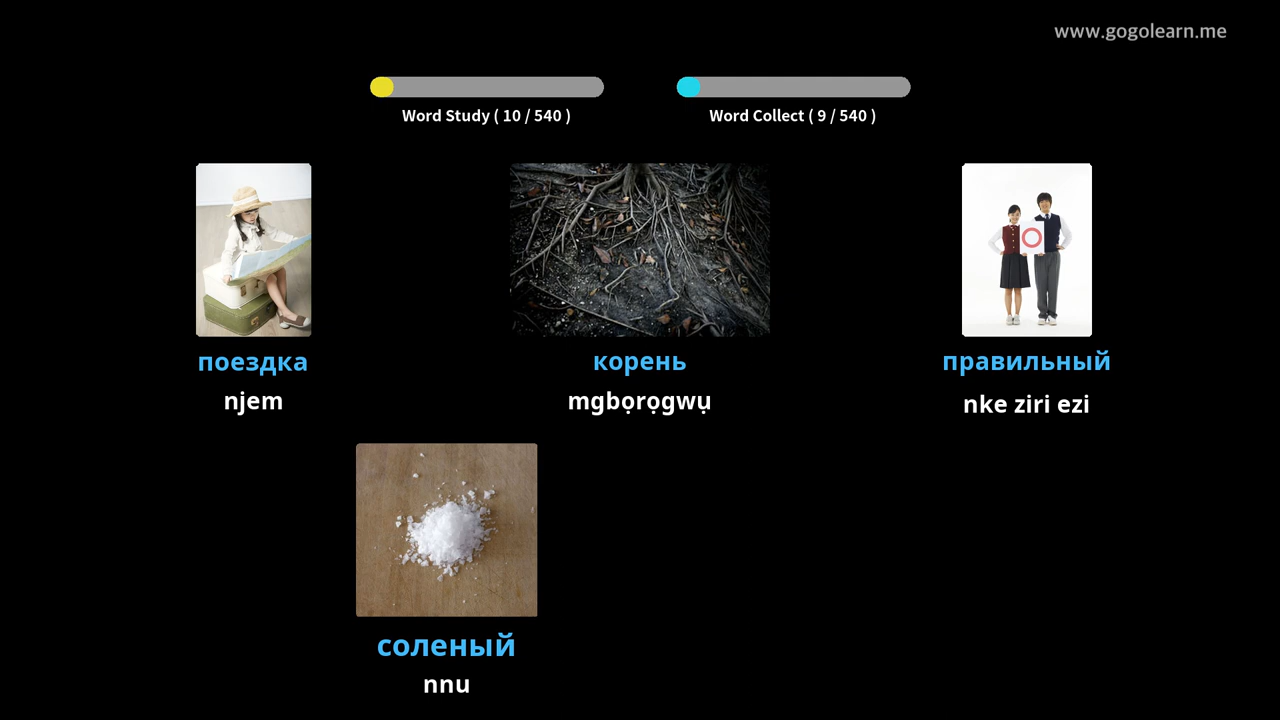 www.gogolearn.me
Word Study ( 10 / 540 )
Word Collect ( 9 / 540 )
поездка
njem
корень
mgbọrọgwụ
правильный
nke ziri ezi
соленый
nnu